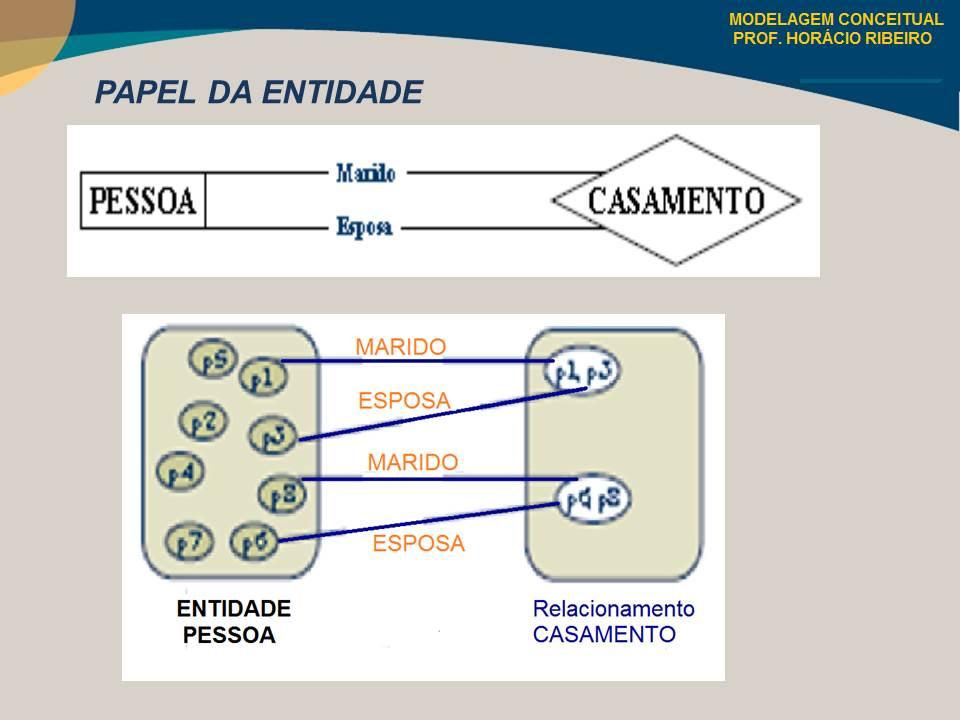 MODELAGEM CONCEITUAL
PROF. HORÁCIO RIBEIRO
PAPEL DA ENTIDADE
Marido
PESSOA
CASAMENTO
Esposa
MARIDO
p5
p1
p1, p3
ESPOSA
p2
p3
MARIDO
p4
p8
p6 p8
p7
p6
ESPOSA
ENTIDADE
PESSOA
Relacionamento
CASAMENTO